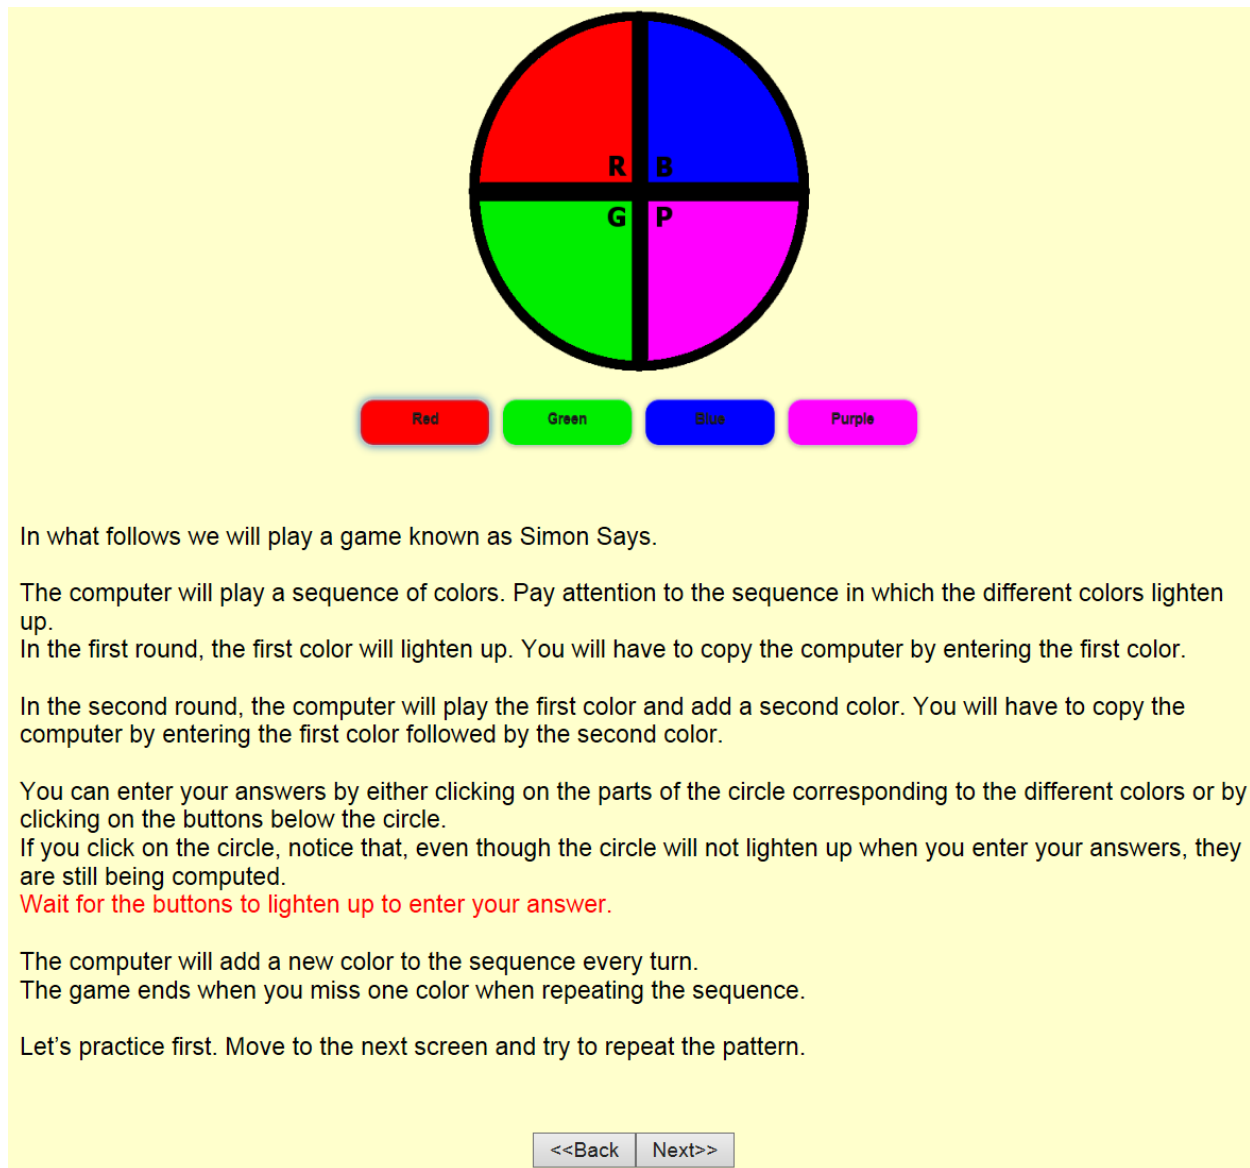 R B
G P
Red Green Blue Purple
In what follows we will play a game known as Simon Says.
The computer will play a sequence of colors. Pay attention to the sequence in which the different colors lighten
up.
In the first round, the first color will lighten up. You will have to copy the computer by entering the first color.
In the second round, the computer will play the first color and add a second color. You will have to copy the
computer by entering the first color followed by the second color.
You can enter your answers by either clicking on the parts of the circle corresponding to the different colors or by
clicking on the buttons below the circle.
If you click on the circle, notice that, even though the circle will not lighten up when you enter your answers, they
are still being computed.
Wait for the buttons to lighten up to enter your answer.
The computer will add a new color to the sequence every turn.
The game ends when you miss one color when repeating the sequence.
Let’s practice first. Move to the next screen and try to repeat the pattern.
<<Back Next>>